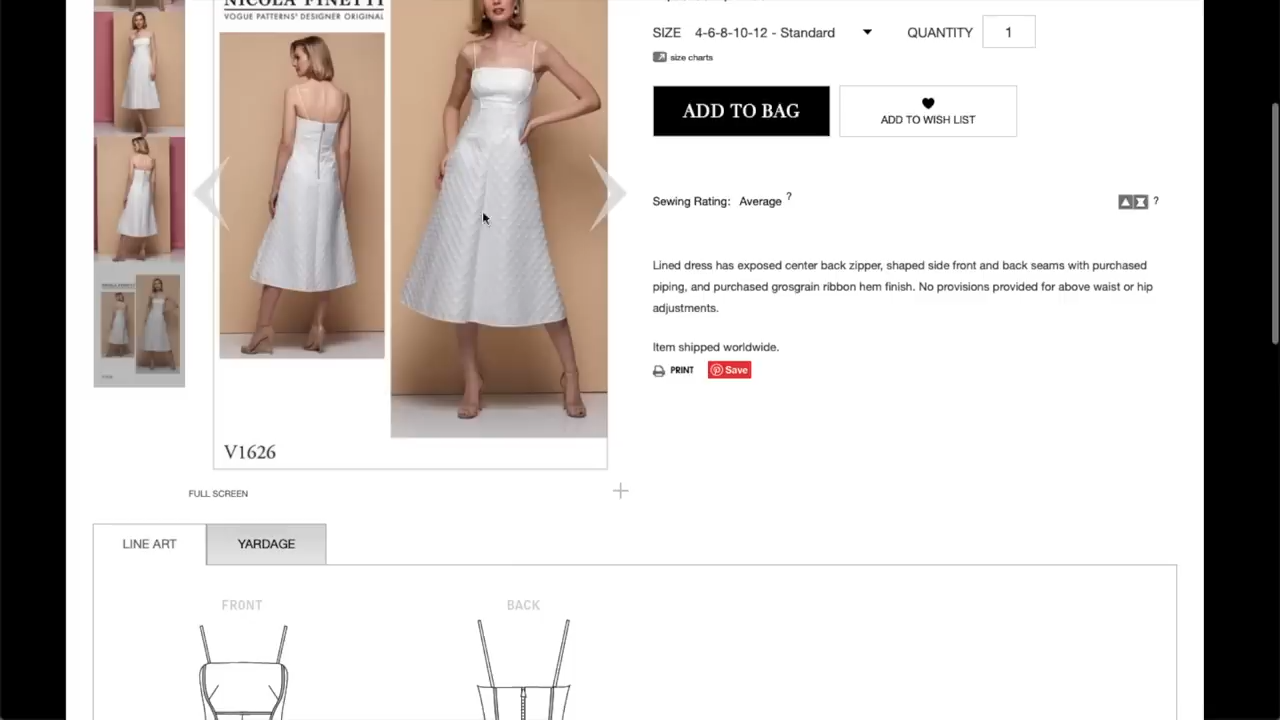 NICOLA FINETTI
VOGUE PATTERNS® DESIGNER ORIGINAL
V1626
FULL SCREEN
SIZE 4-6-8-10-12 - Standard QUANTITY 1
size charts
ADD TO BAG
ADD TO WISH LIST
Sewing Rating: Average ?
?
Lined dress has exposed center back zipper, shaped side front and back seams with purchased
piping, and purchased grosgrain ribbon hem finish. No provisions provided for above waist or hip
adjustments.
Item shipped worldwide.
PRINT Save
LINE ART YARDAGE
FRONT BACK